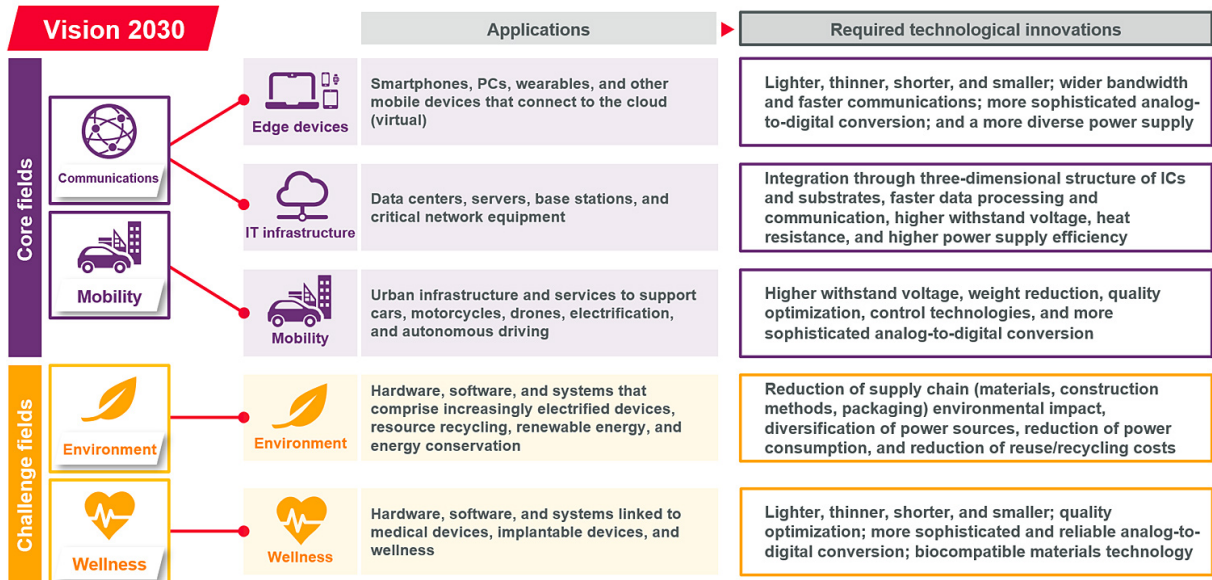 Vision 2030
Applications
Required technological innovations
Core fields
Communications
Mobility
Edge devices
Smartphones, PCs, wearables, and other
mobile devices that connect to the cloud
(virtual)
Lighter, thinner, shorter, and smaller; wider bandwidth
and faster communications; more sophisticated analog-
to-digital conversion; and a more diverse power supply
IT infrastructure
Data centers, servers, base stations, and
critical network equipment
Integration through three-dimensional structure of ICs
and substrates, faster data processing and
communication, higher withstand voltage, heat
resistance, and higher power supply efficiency
Mobility
Urban infrastructure and services to support
cars, motorcycles, drones, electrification,
and autonomous driving
Higher withstand voltage, weight reduction, quality
optimization, control technologies, and more
sophisticated analog-to-digital conversion
Challenge fields
Environment
Environment
Hardware, software, and systems that
comprise increasingly electrified devices,
resource recycling, renewable energy, and
energy conservation
Reduction of supply chain (materials, construction
methods, packaging) environmental impact,
diversification of power sources, reduction of power
consumption, and reduction of reuse/recycling costs
Wellness
Wellness
Hardware, software, and systems linked to
medical devices, implantable devices, and
wellness
Lighter, thinner, shorter, and smaller; quality
optimization; more sophisticated and reliable analog-to-
digital conversion; biocompatible materials technology